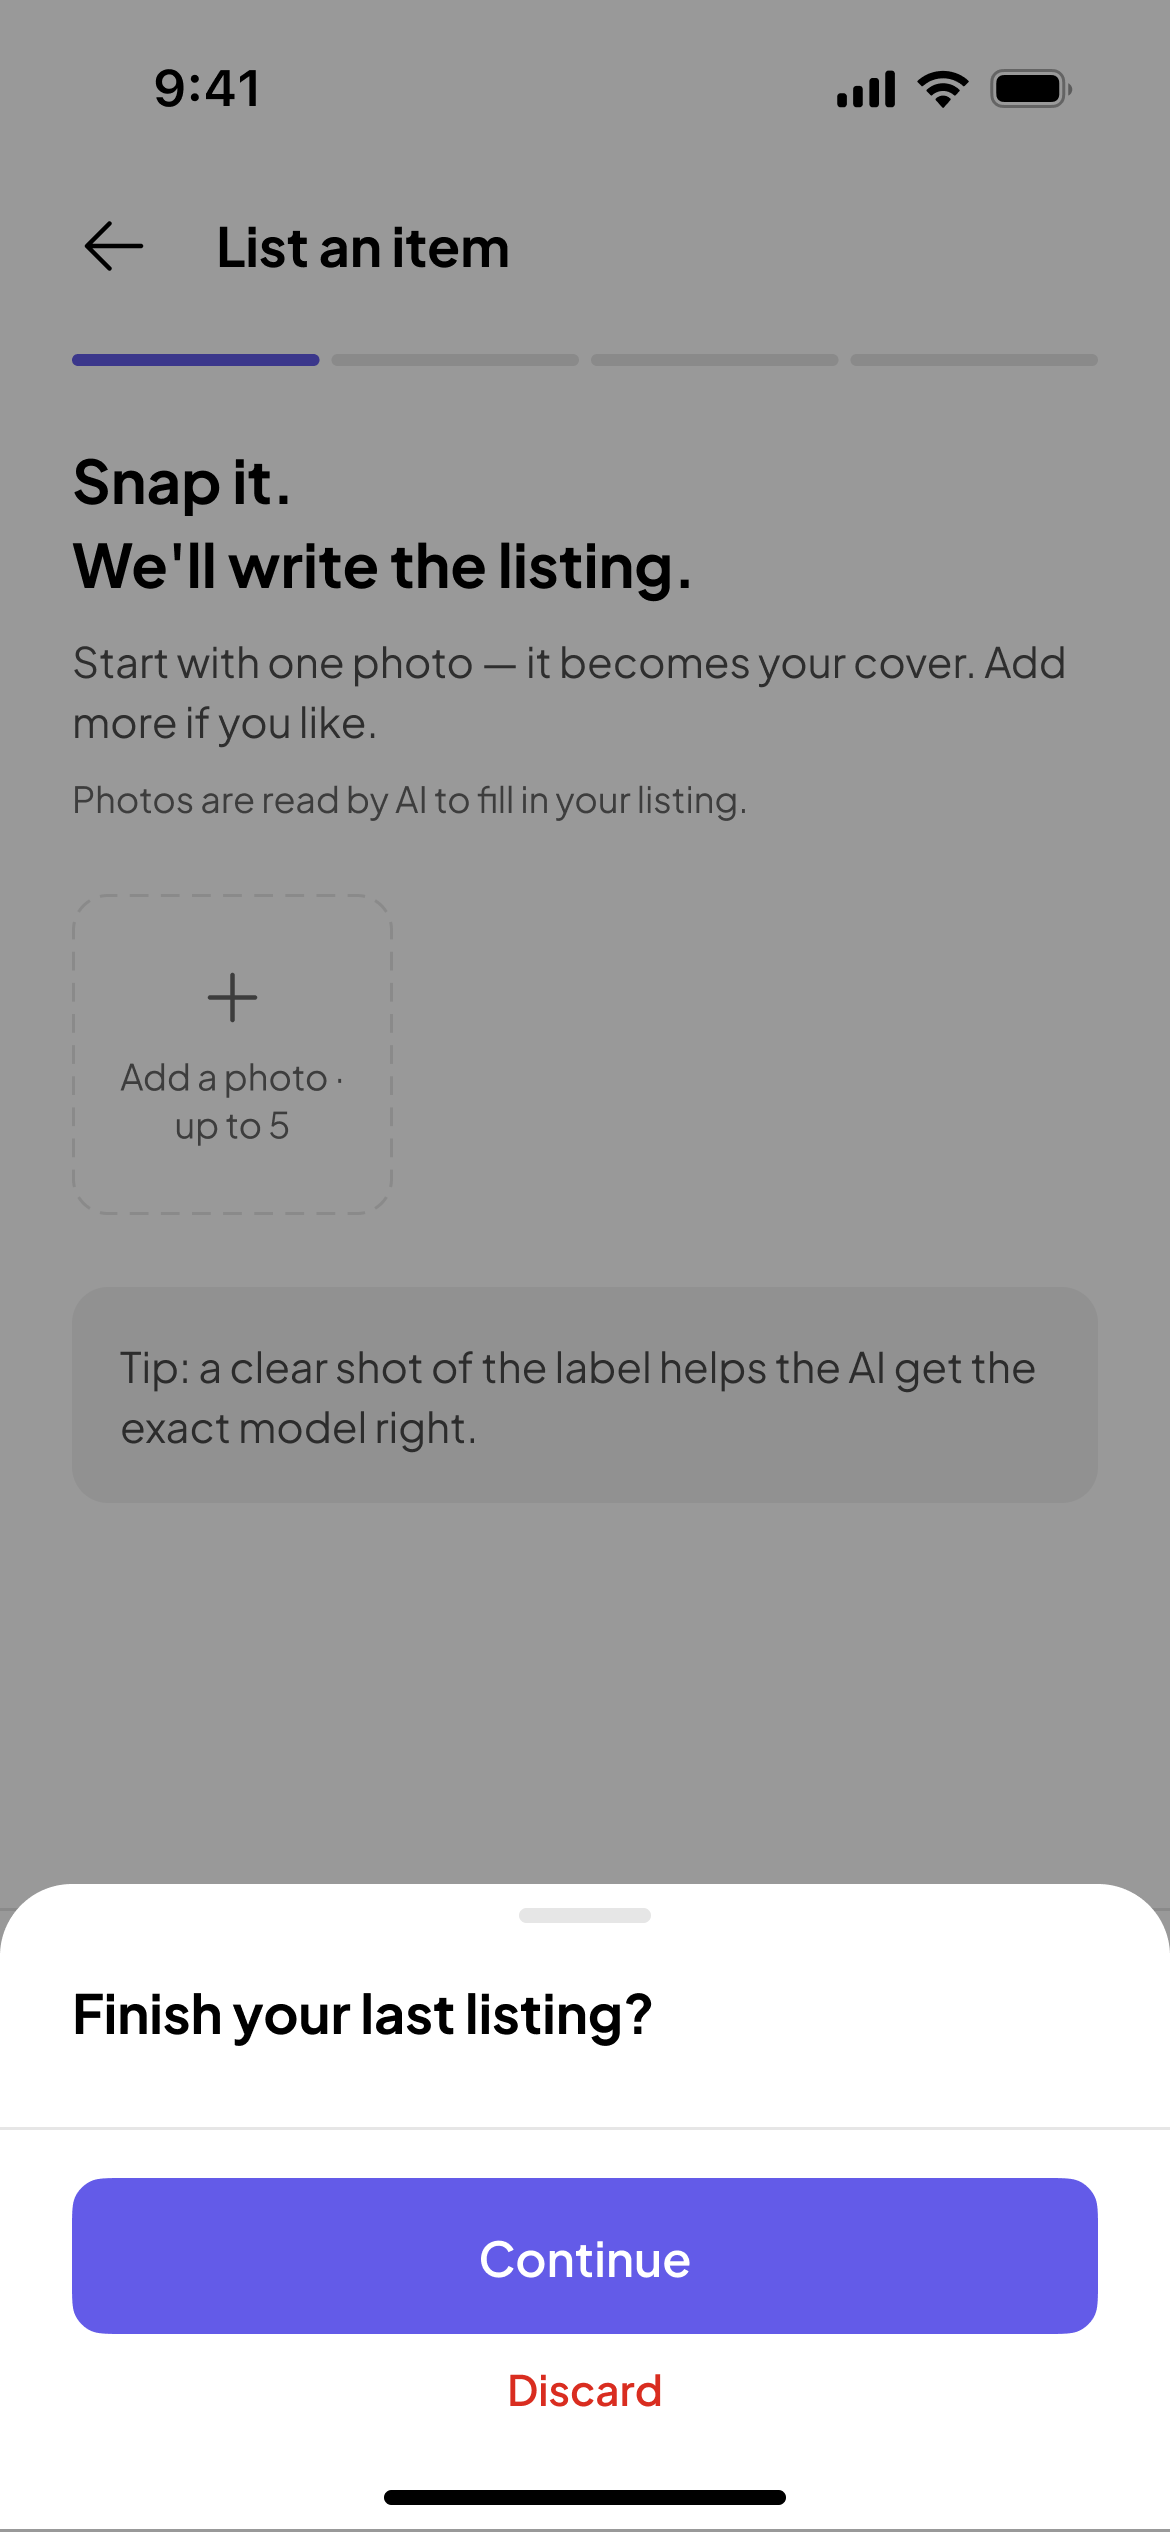 9:41
List an item
Snap it.
We'll write the listing.
Start with one photo — it becomes your cover. Add
more if you like.
Photos are read by AI to fill in your listing.
Add a photo ·
up to 5
Tip: a clear shot of the label helps the AI get the
exact model right.
Finish your last listing?
Continue
Discard